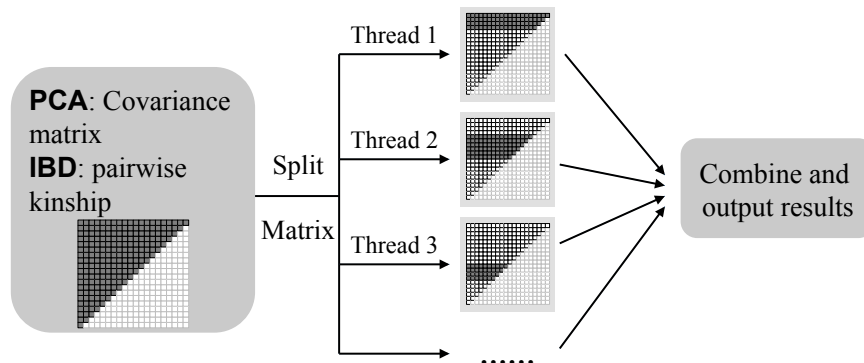 PCA: Covariance
matrix
IBD: pairwise
kinship
Split
Matrix
Thread 1
Thread 2
Thread 3
......
Combine and
output results